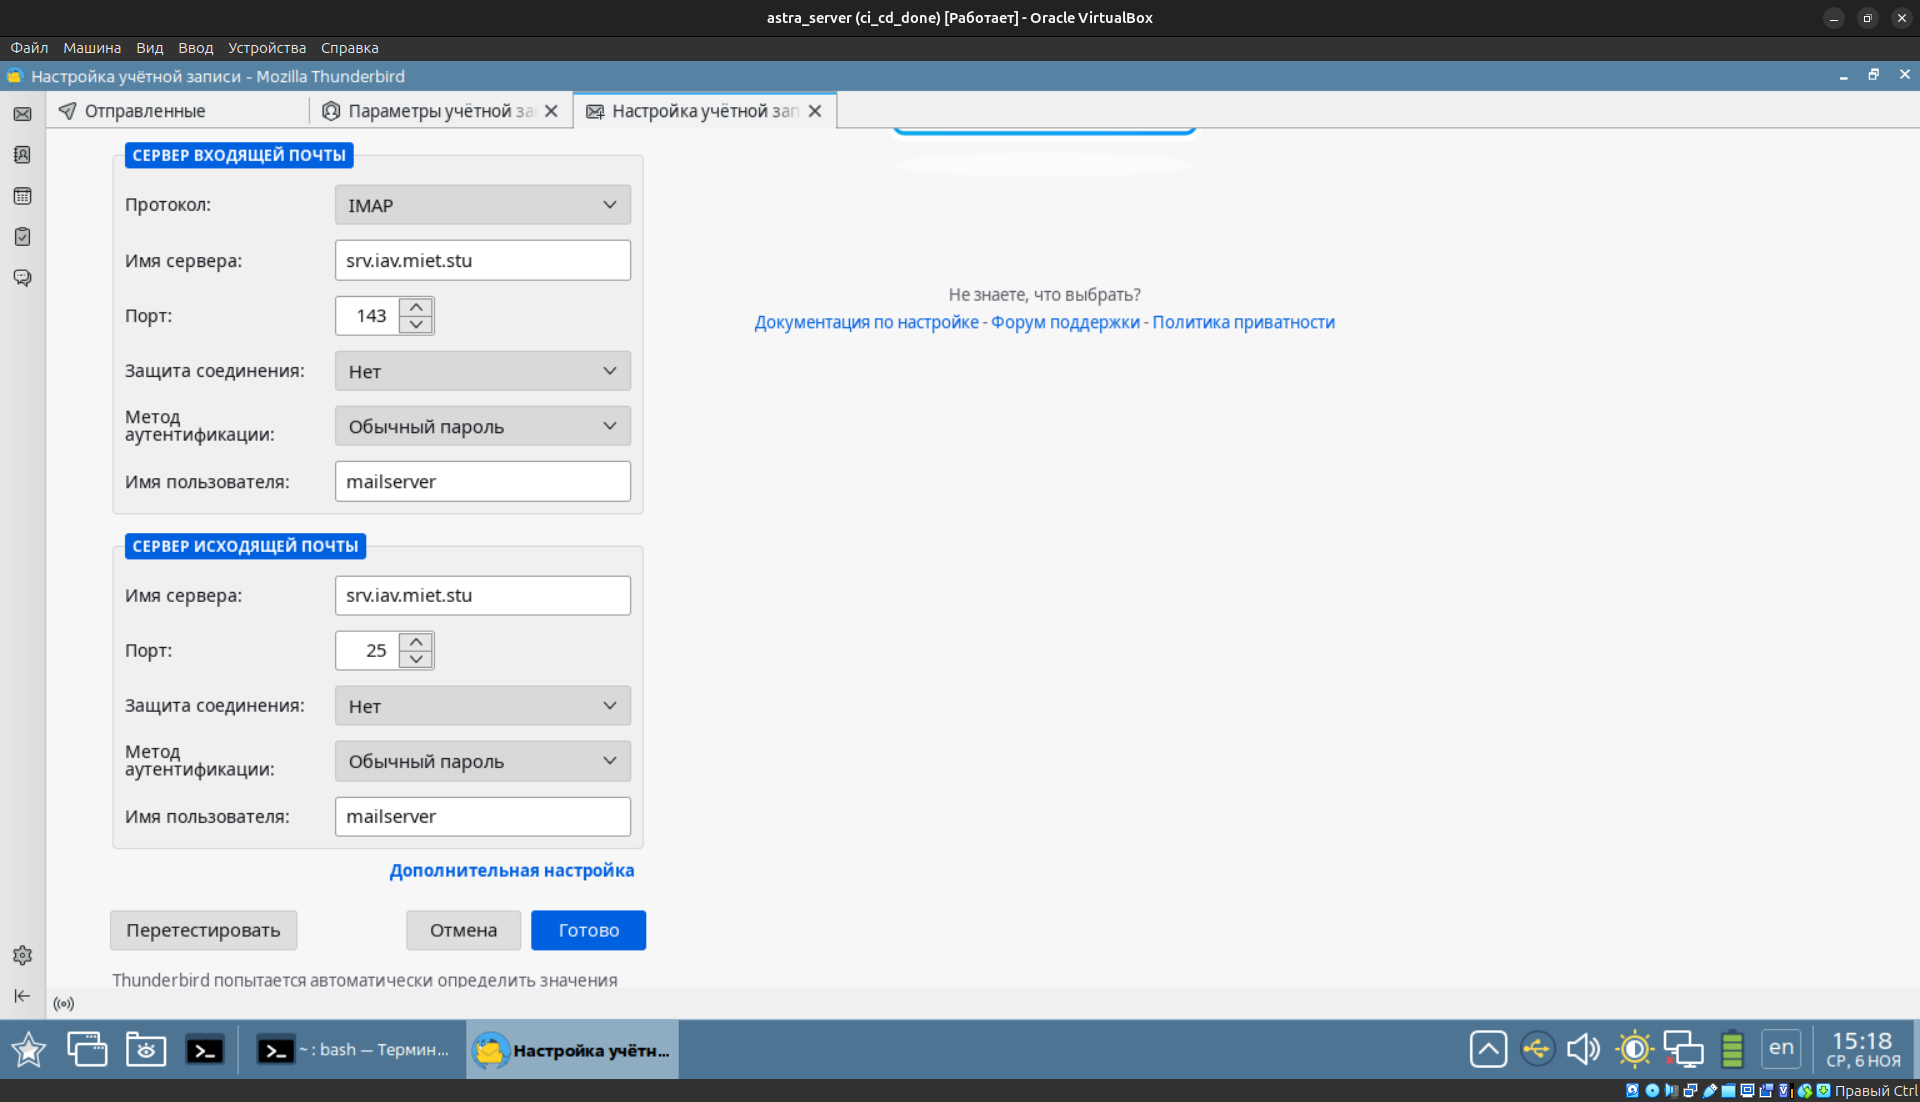 astra_server (ci_cd_done) [Работает] - Oracle VirtualBox
Файл Машина Вид Ввод Устройства Справка
Настройка учётной записи - Mozilla Thunderbird
Отправленные
Параметры учётной за
Настройка учётной зап
СЕРВЕР ВХОДЯЩЕЙ ПОЧТЫ
Протокол: IMAP
Имя сервера: srv.iav.miet.stu
Порт: 143
Защита соединения: Нет
Метод аутентификации: Обычный пароль
Имя пользователя: mailserver
СЕРВЕР ИСХОДЯЩЕЙ ПОЧТЫ
Имя сервера: srv.iav.miet.stu
Порт: 25
Защита соединения: Нет
Метод аутентификации: Обычный пароль
Имя пользователя: mailserver
Дополнительная настройка
Перетестировать Отмена Готово
Thunderbird попытается автоматически определить значения
Не знаете, что выбрать?
Документация по настройке - Форум поддержки - Политика приватности
~ : bash — Термин...
Настройка учётн...
en
15:18
СР, 6 НОЯ
Правый Ctrl